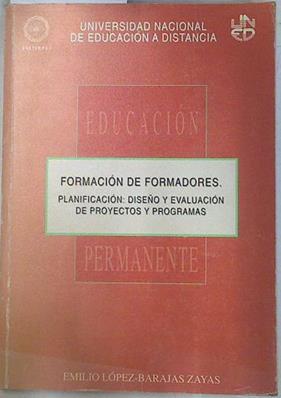 UNIVERSIDAD NACIONAL
DE EDUCACIÓN A DISTANCIA
UNED
EDUCACIÓN
FORMACIÓN DE FORMADORES.
PLANIFICACIÓN: DISEÑO Y EVALUACIÓN
DE PROYECTOS Y PROGRAMAS
PERMANENTE
EMILIO LÓPEZ-BARAJAS ZAYAS